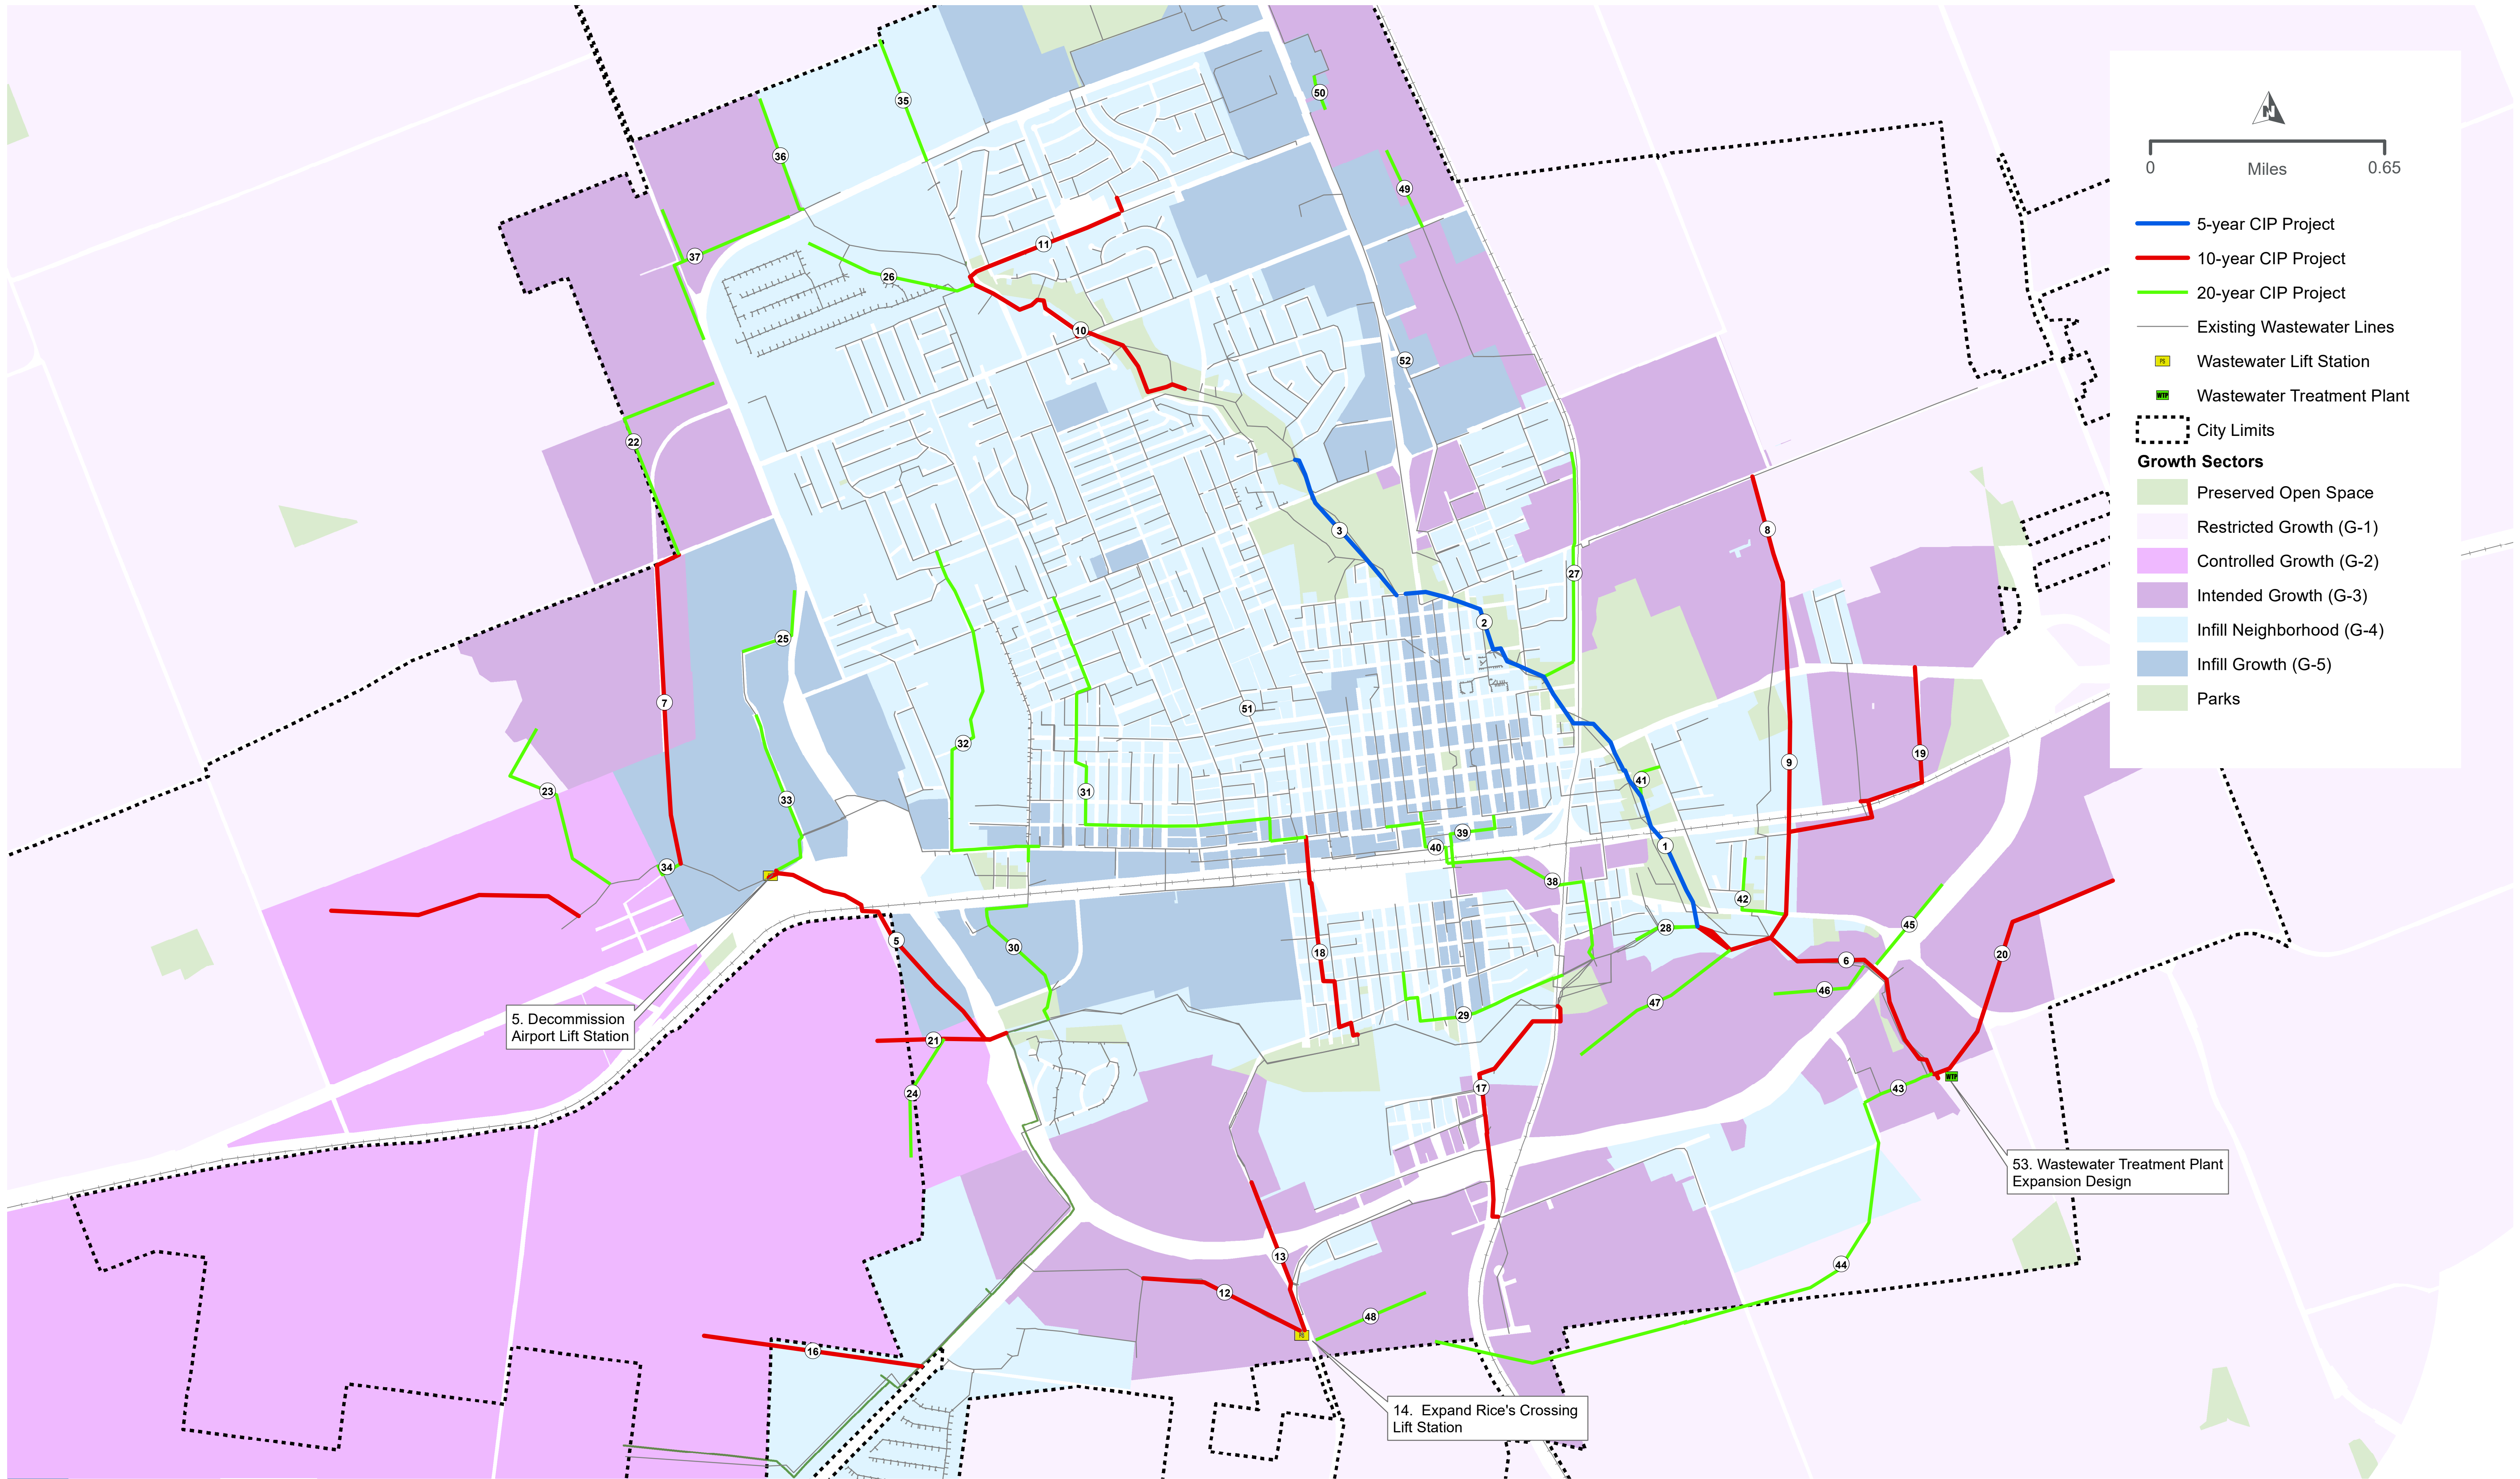 N
0 0.65
Miles
5-year CIP Project
10-year CIP Project
20-year CIP Project
Existing Wastewater Lines
PS Wastewater Lift Station
WTP Wastewater Treatment Plant
City Limits
Growth Sectors
Preserved Open Space
Restricted Growth (G-1)
Controlled Growth (G-2)
Intended Growth (G-3)
Infill Neighborhood (G-4)
Infill Growth (G-5)
Parks
50
35
36
49
11
37
26
10
52
22
8
3
27
2
25
7
51
32
19
9
41
23
31
33
39
1
40
34
38
42
45
28
5
30
18
20
6
46
47
29
5. Decommission
Airport Lift Station
21
WTP
17
43
24
53. Wastewater Treatment Plant
Expansion Design
13
44
12
48
PS
16
14. Expand Rice's Crossing
Lift Station